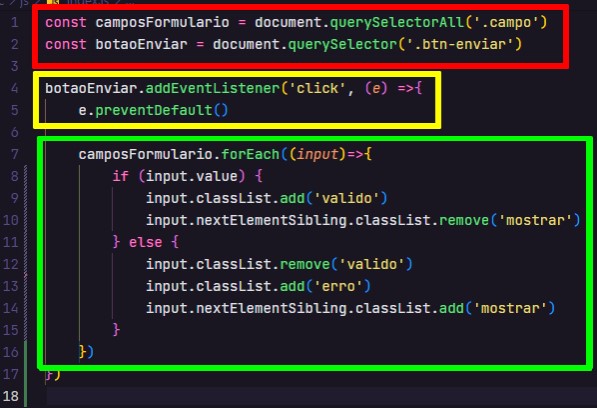 1 const camposFormulario = document.querySelectorAll('.campo')
2 const botaoEnviar = document.querySelector('.btn-enviar')
3
4 botaoEnviar.addEventListener('click', (e) =>{
5     e.preventDefault()
6
7     camposFormulario.forEach((input)=>{
8         if (input.value) {
9             input.classList.add('valido')
10             input.nextElementSibling.classList.remove('mostrar')
11         } else {
12             input.classList.remove('valido')
13             input.classList.add('erro')
14             input.nextElementSibling.classList.add('mostrar')
15         }
16     })
17 })
18